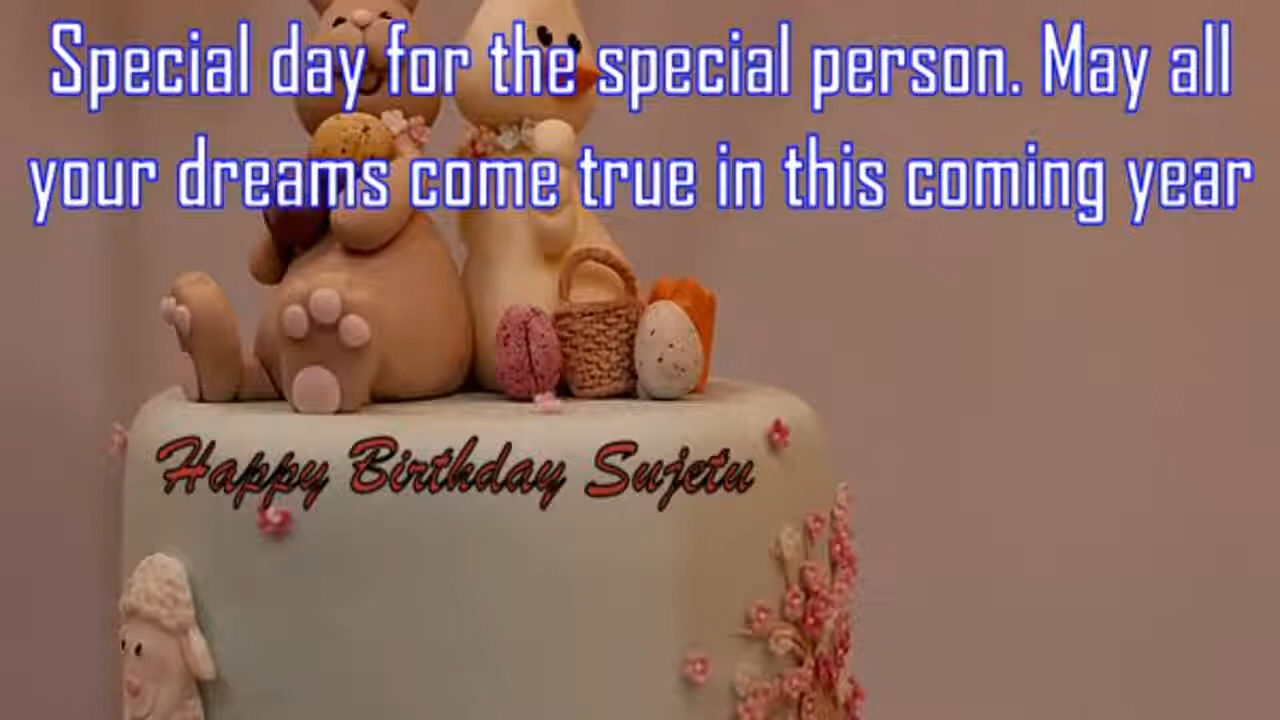 Special day for the special person. May all
your dreams come true in this coming year
Happy Birthday Sujetu